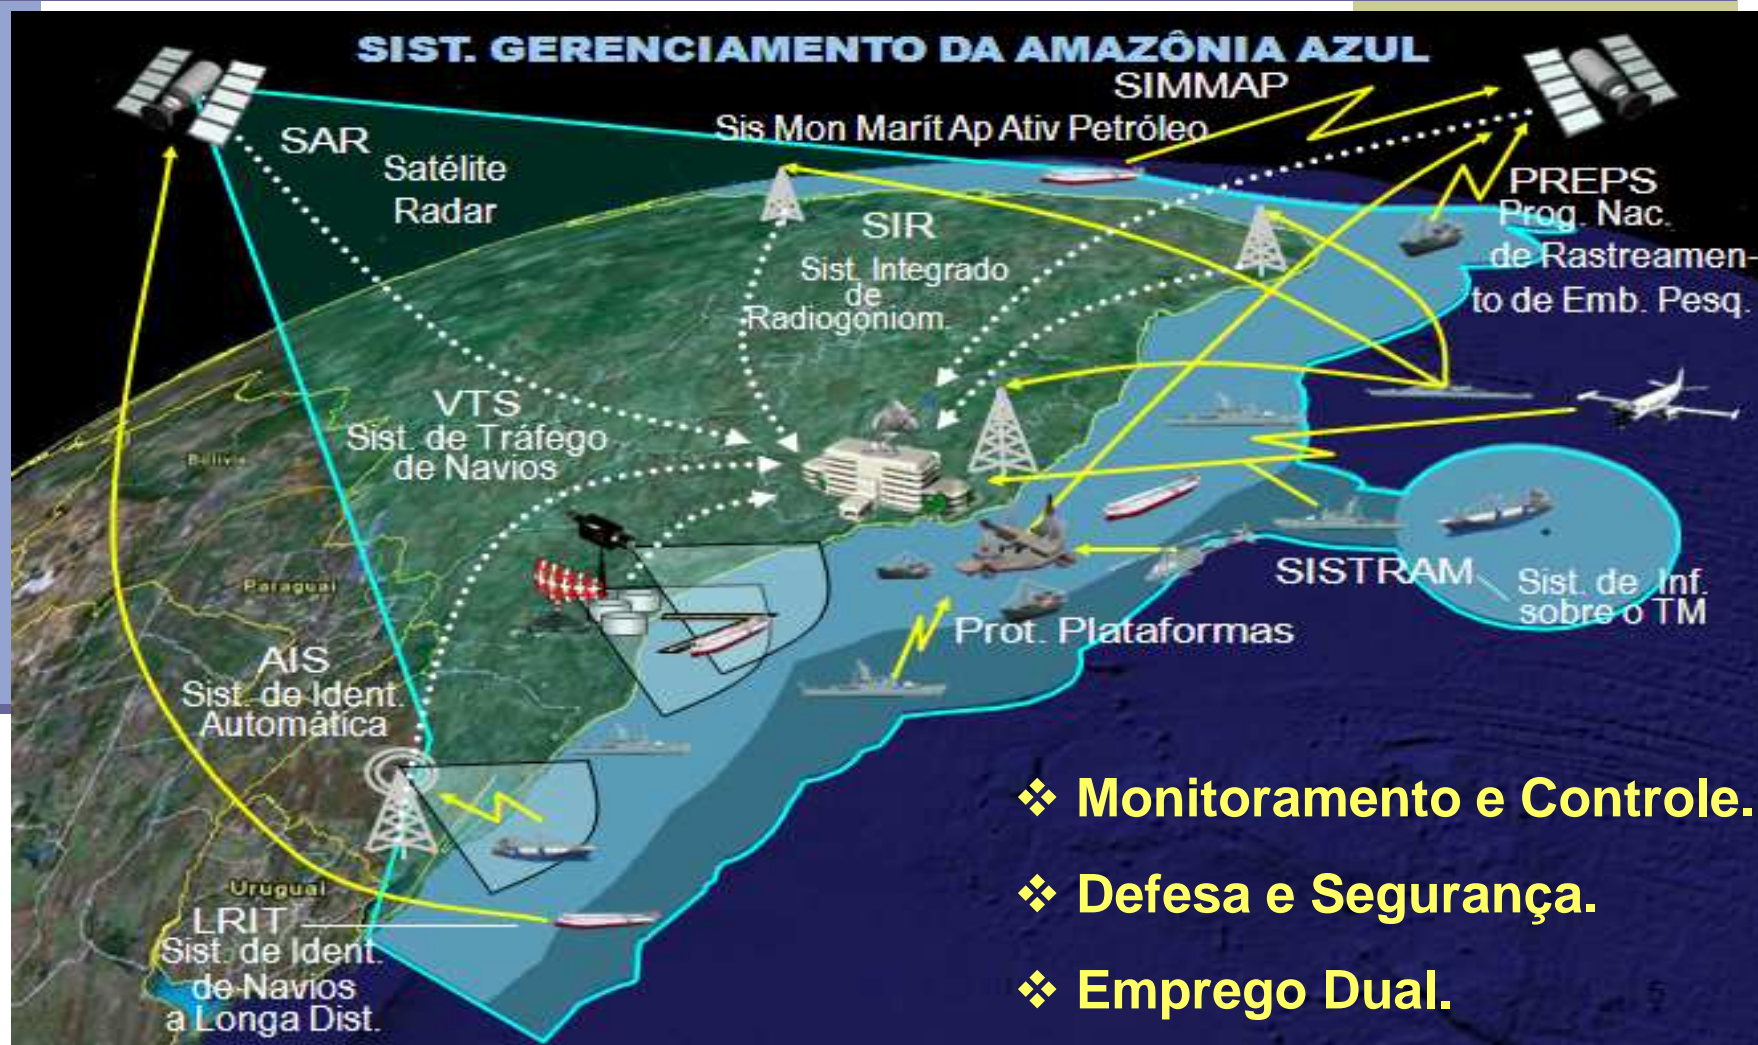 SIST. GERENCIAMENTO DA AMAZÔNIA AZUL
SIMMAP
Sis Mon Marít Ap Ativ Petróleo
SAR
Satélite
Radar
PREPS
Prog. Nac.
de Rastreamen-
to de Emb. Pesq.
SIR
Sist. Integrado
de
Radiogoniom.
VTS
Sist. de Tráfego
de Navios
Bolívia
Paraguai
SISTRAM
Sist. de Inf.
sobre o TM
Prot. Plataformas
AIS
Sist. de Ident.
Automática
Uruguai
LRIT
Sist. de Ident.
de Navios
a Longa Dist.
❖ Monitoramento e Controle.
❖ Defesa e Segurança.
❖ Emprego Dual.
5